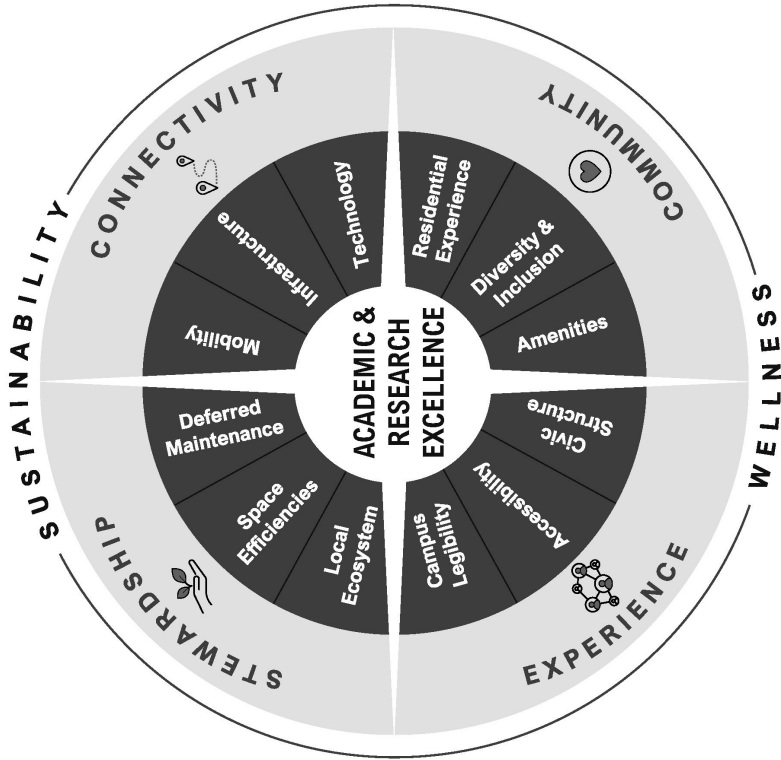 CONNECTIVITY
COMMUNITY
SUSTAINABILITY
WELLNESS
Technology
Infrastructure
Mobility
Residential
Experience
Diversity &
Inclusion
Amenities
ACADEMIC &
RESEARCH
EXCELLENCE
Deferred
Maintenance
Space
Efficiencies
Local
Ecosystem
Civic
Structure
Accessibility
Campus
Legibility
STEWARDSHIP
EXPERIENCE